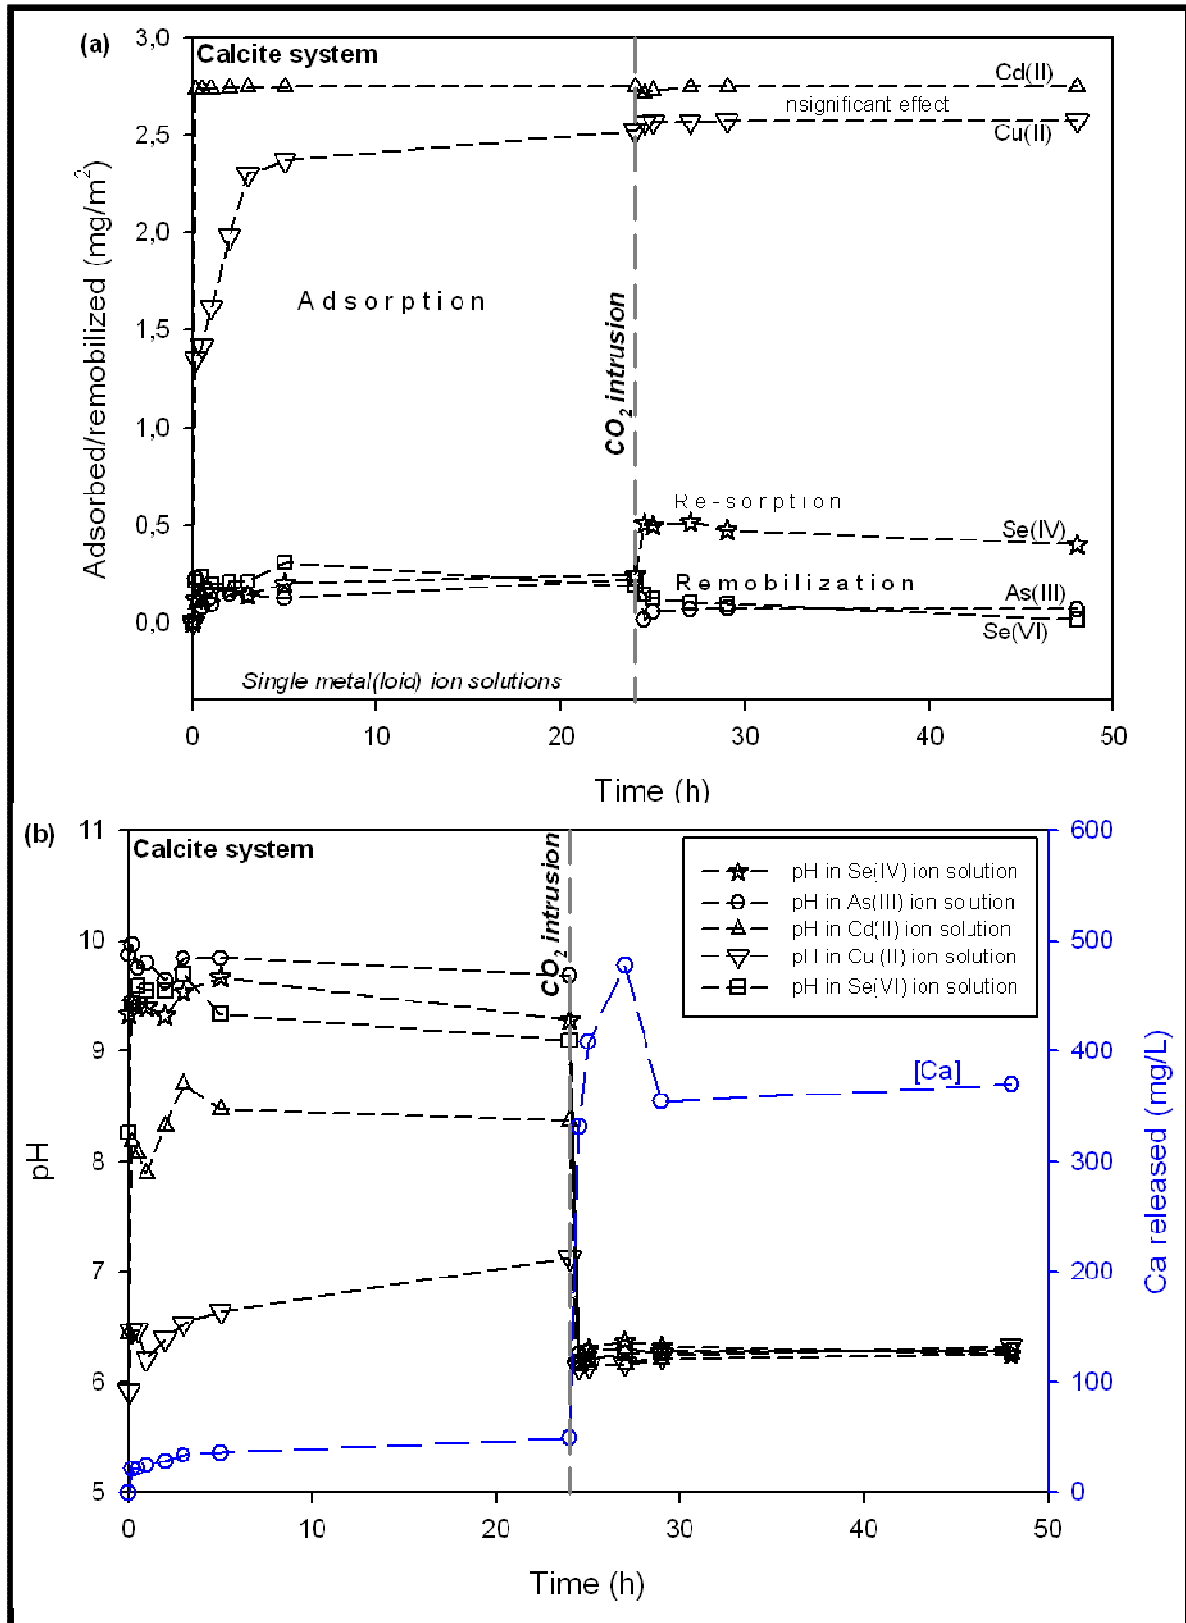 (a)
Calcite system
3,0
2,5
2,0
1,5
1,0
0,5
0,0
Adsorbed/remobilized (mg/m2)
Cd(II)
nsignificant effect
Cu(II)
Adsorption
CO2 intrusion
Re-sorption
Se(IV)
Remobilization
As(III)
Se(VI)
Single metal(loid) ion solutions
0 10 20 30 40 50
Time (h)
(b)
Calcite system
11
10
9
8
7
6
5
pH
CO2 intrusion
pH in Se(IV) ion solution
pH in As(III) ion solution
pH in Cd(II) ion solution
pH in Cu(II) ion solution
pH in Se(VI) ion solution
[Ca]
600
500
400
300
200
100
0
Ca released (mg/L)
0 10 20 30 40 50
Time (h)